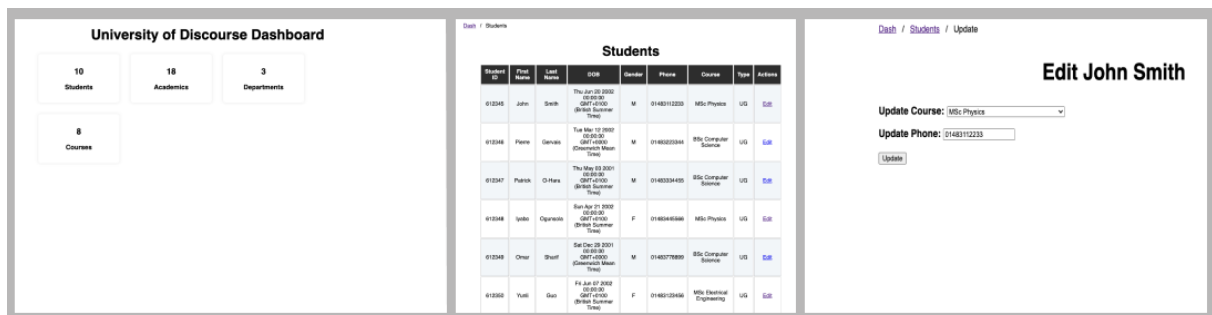 University of Discourse Dashboard
10
Students
18
Academics
3
Departments
8
Courses
Dash / Students
Students
Student ID First Name Last Name DOB Gender Phone Course Type Actions
612345 John Smith Thu Jun 20 2002 00:00:00 GMT+0100 (British Summer Time) M 01483112233 MSc Physics UG Edit
612346 Pierre Gervais Tue Mar 12 2002 00:00:00 GMT+0000 (Greenwich Mean Time) M 01483223344 BSc Computer Science UG Edit
612347 Patrick O-Hara Thu May 03 2001 00:00:00 GMT+0100 (British Summer Time) M 01483334455 BSc Computer Science UG Edit
612348 Iyabo Ogunsola Sun Apr 21 2002 00:00:00 GMT+0100 (British Summer Time) F 01483445566 MSc Physics UG Edit
612349 Omar Sharif Sat Dec 29 2001 00:00:00 GMT+0000 (Greenwich Mean Time) M 01483778899 BSc Computer Science UG Edit
612350 Yunli Guo Fri Jun 07 2002 00:00:00 GMT+0100 (British Summer Time) F 01483123456 MSc Electrical Engineering UG Edit
Dash / Students / Update
Edit John Smith
Update Course: MSc Physics
Update Phone: 01483112233
Update